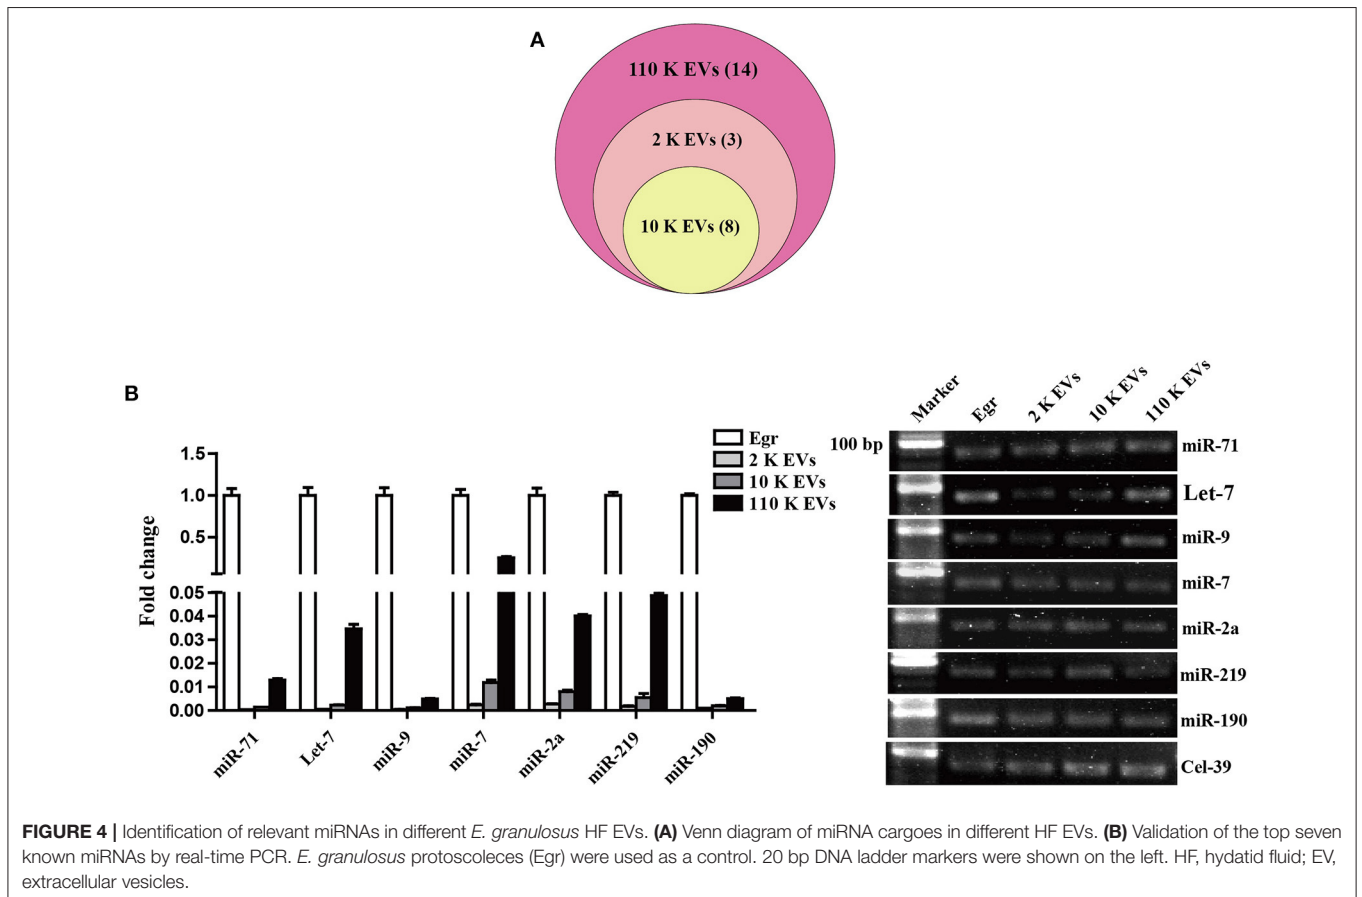 A
110 K EVs (14)
2 K EVs (3)
10 K EVs (8)
B
Fold change
1.5
1.0
0.5
0.05
0.04
0.03
0.02
0.01
0.00
miR-71
Let-7
miR-9
miR-7
miR-2a
miR-219
miR-190
Egr
2 K EVs
10 K EVs
110 K EVs
Marker
Egr
2 K EVs
10 K EVs
110 K EVs
100 bp
miR-71
Let-7
miR-9
miR-7
miR-2a
miR-219
miR-190
Cel-39
FIGURE 4 | Identification of relevant miRNAs in different E. granulosus HF EVs. (A) Venn diagram of miRNA cargoes in different HF EVs. (B) Validation of the top seven
known miRNAs by real-time PCR. E. granulosus protoscoleces (Egr) were used as a control. 20 bp DNA ladder markers were shown on the left. HF, hydatid fluid; EV,
extracellular vesicles.